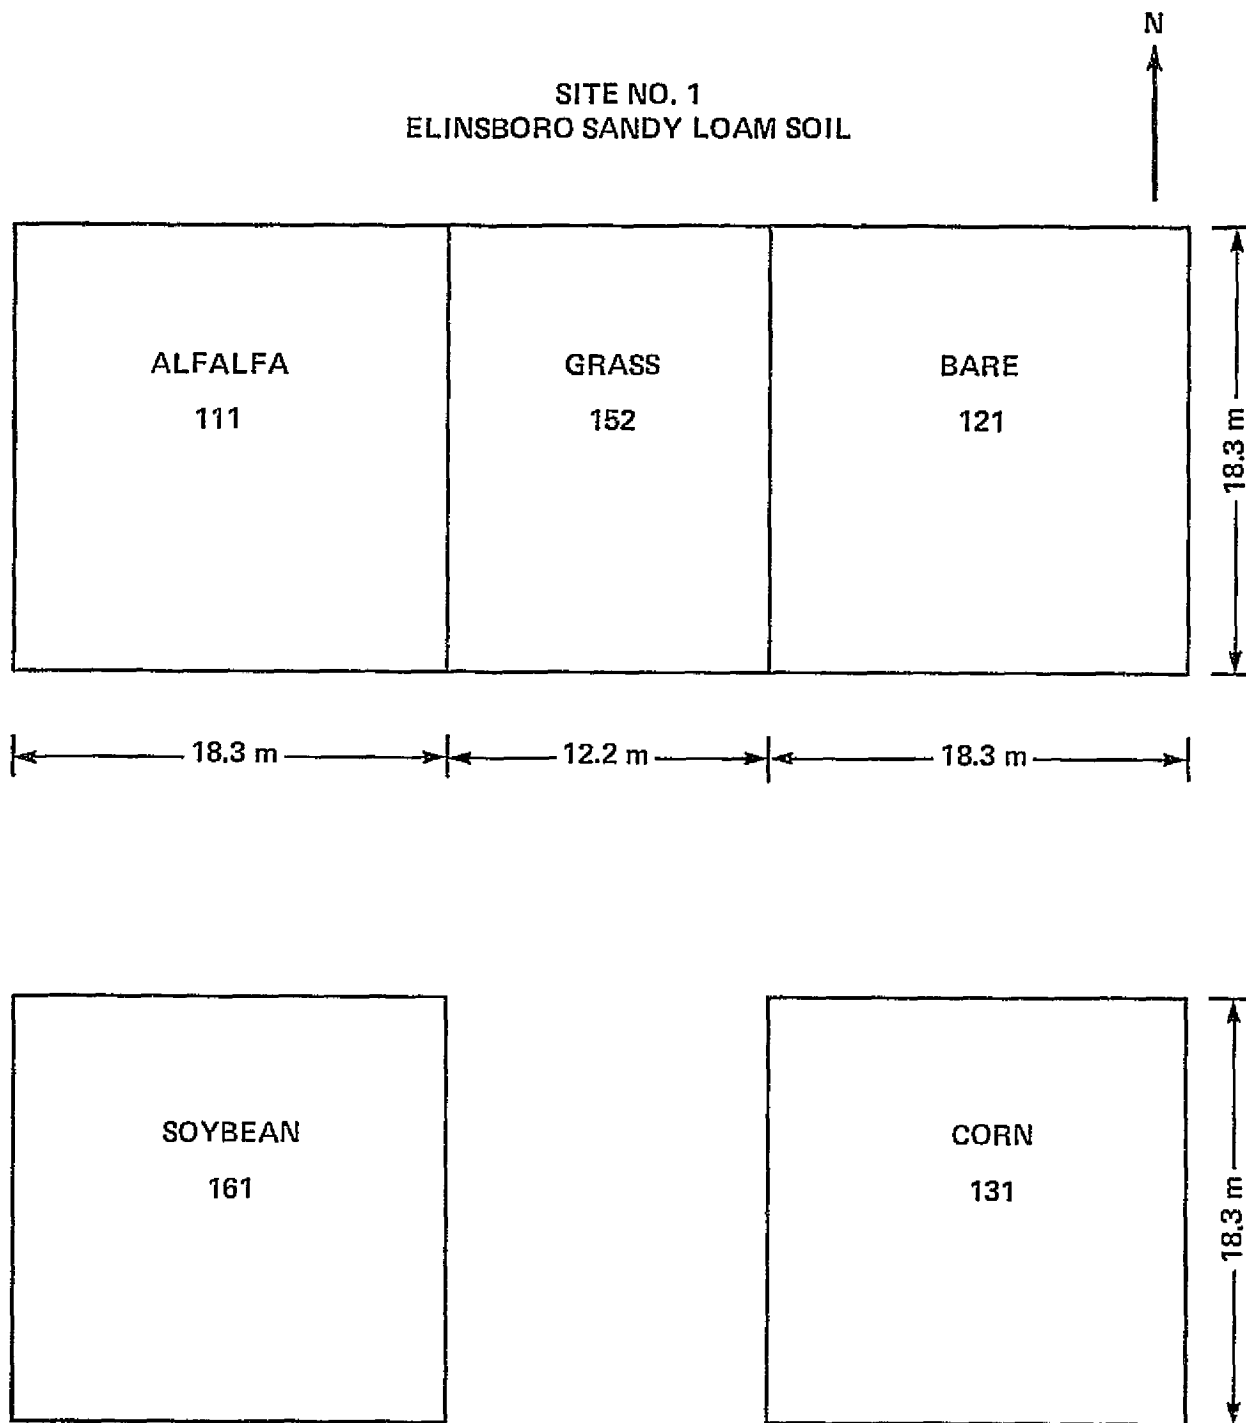 N
SITE NO. 1
ELINSBORO SANDY LOAM SOIL
ALFALFA
111
GRASS
152
BARE
121
18.3 m
18.3 m
12.2 m
18.3 m
SOYBEAN
161
CORN
131
18.3 m